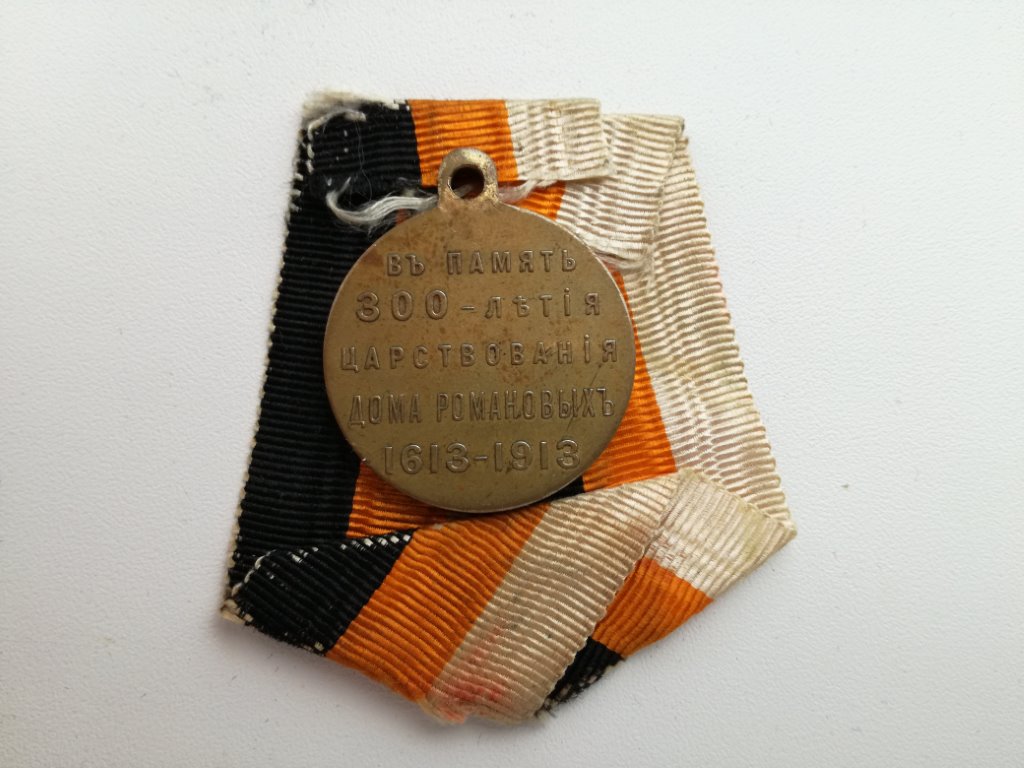 ВЪ ПАМЯТЬ
300-ЛѢТІЯ
ЦАРСТВОВАНІЯ
ДОМА РОМАНОВЫХЪ
1613-1913